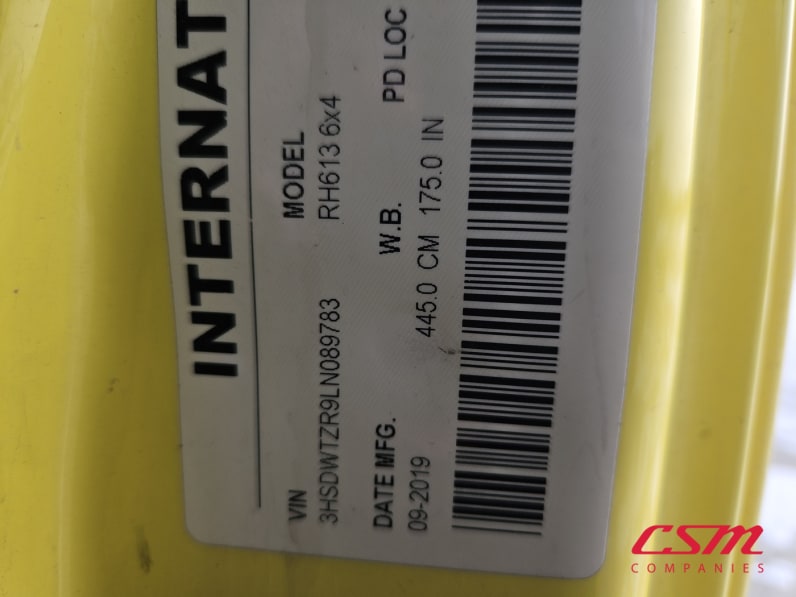 INTERNAT
VIN MODEL
3HSDWTZR9LN089783 RH613 6x4
DATE MFG. W.B. PD LOC
09-2019 445.0 CM 175.0 IN
CSM
COMPANIES